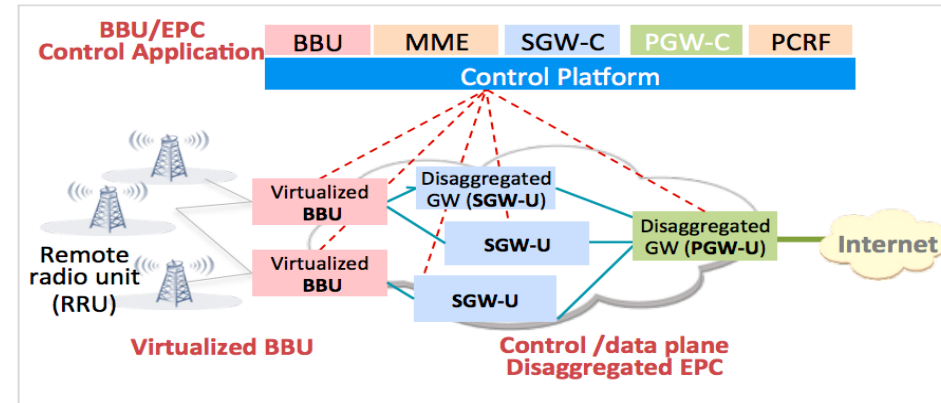 BBU/EPC
Control Application
BBU
MME
SGW-C
PGW-C
PCRF
Control Platform
Virtualized
BBU
Disaggregated
GW (SGW-U)
SGW-U
Disaggregated
GW (PGW-U)
Internet
Remote
radio unit
(RRU)
Virtualized
BBU
SGW-U
Virtualized BBU
Control /data plane
Disaggregated EPC